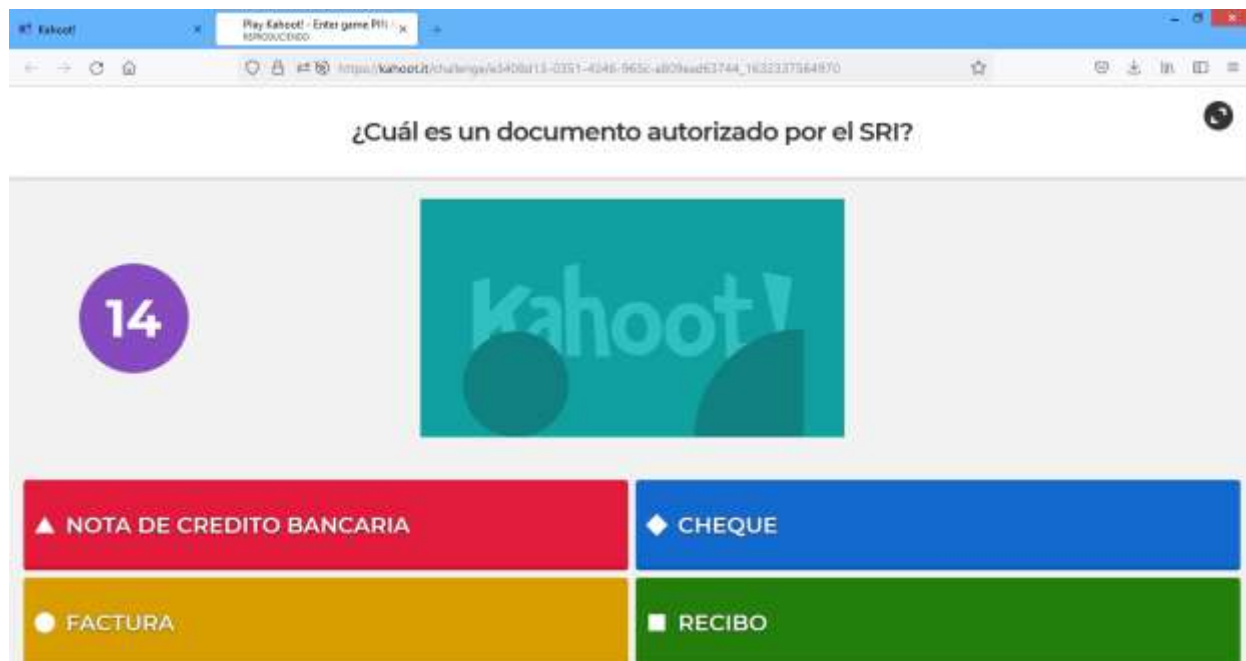 Kahoot!
Play Kahoot! - Enter game PIN
REPRODUCIENDO
¿Cuál es un documento autorizado por el SRI?
14
Kahoot!
NOTA DE CREDITO BANCARIA
CHEQUE
FACTURA
RECIBO